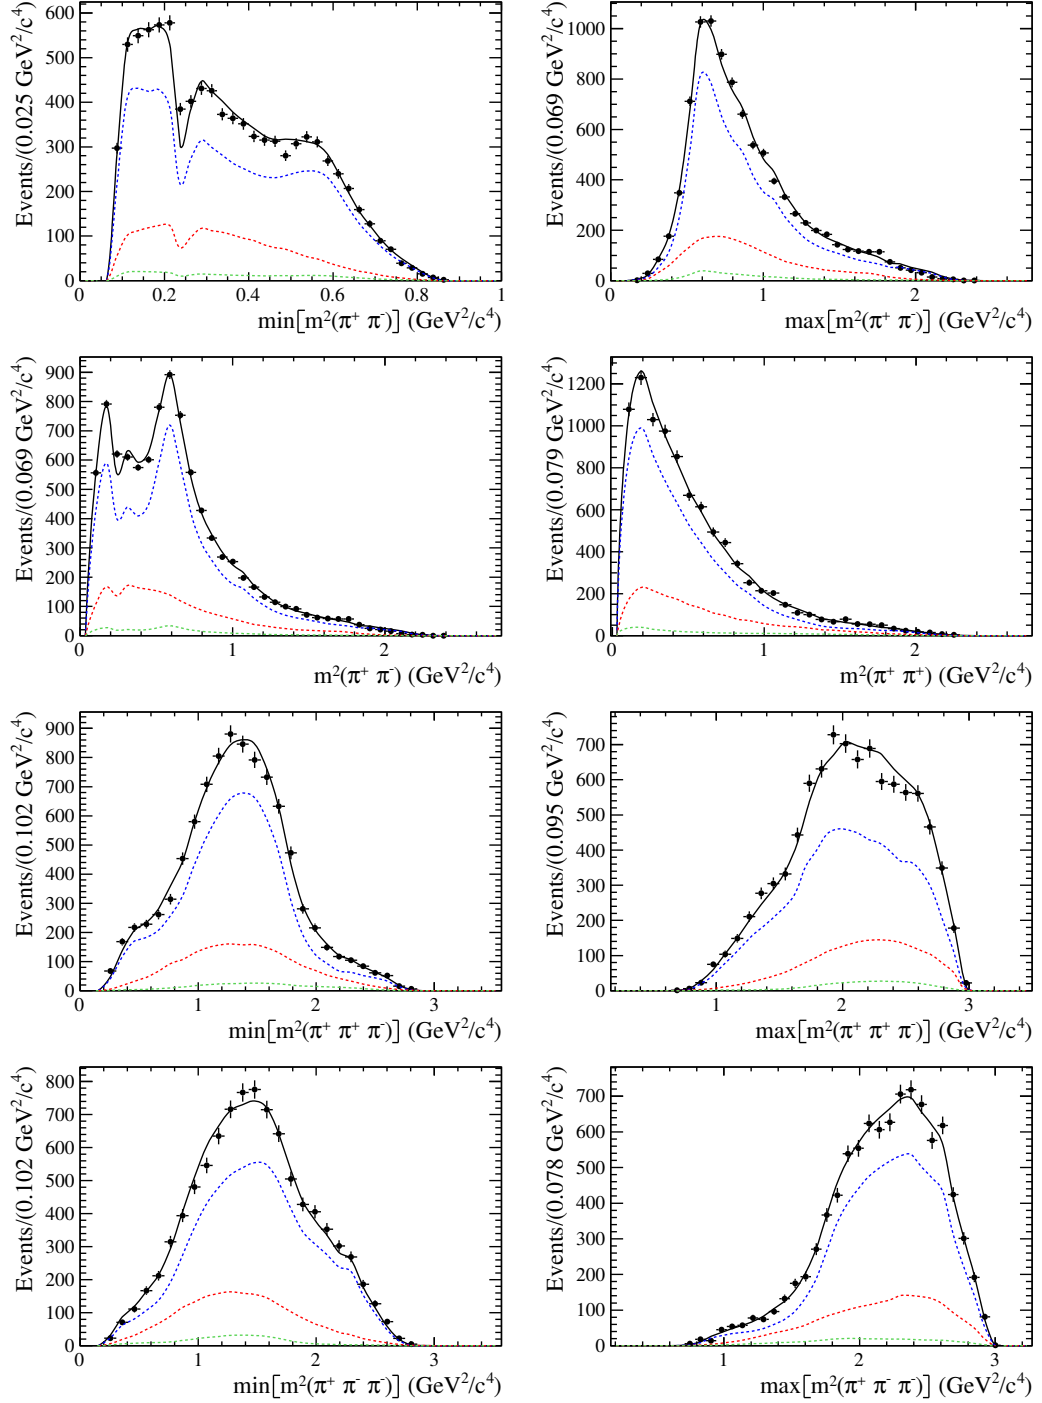 Events/(0.025 GeV²/c⁴)
600
500
400
300
200
100
0
0 0.2 0.4 0.6 0.8 1
min[m²(π⁺ π⁻)] (GeV²/c⁴)
Events/(0.069 GeV²/c⁴)
1000
800
600
400
200
0
0 1 2
max[m²(π⁺ π⁻)] (GeV²/c⁴)
Events/(0.069 GeV²/c⁴)
900
800
700
600
500
400
300
200
100
0
0 1 2
m²(π⁺ π⁻) (GeV²/c⁴)
Events/(0.079 GeV²/c⁴)
1200
1000
800
600
400
200
0
0 1 2
m²(π⁺ π⁺) (GeV²/c⁴)
Events/(0.102 GeV²/c⁴)
900
800
700
600
500
400
300
200
100
0
0 1 2 3
min[m²(π⁺ π⁺ π⁻)] (GeV²/c⁴)
Events/(0.095 GeV²/c⁴)
700
600
500
400
300
200
100
0
1 2 3
max[m²(π⁺ π⁺ π⁻)] (GeV²/c⁴)
Events/(0.102 GeV²/c⁴)
800
700
600
500
400
300
200
100
0
0 1 2 3
min[m²(π⁺ π⁻ π⁻)] (GeV²/c⁴)
Events/(0.078 GeV²/c⁴)
700
600
500
400
300
200
100
0
1 2 3
max[m²(π⁺ π⁻ π⁻)] (GeV²/c⁴)